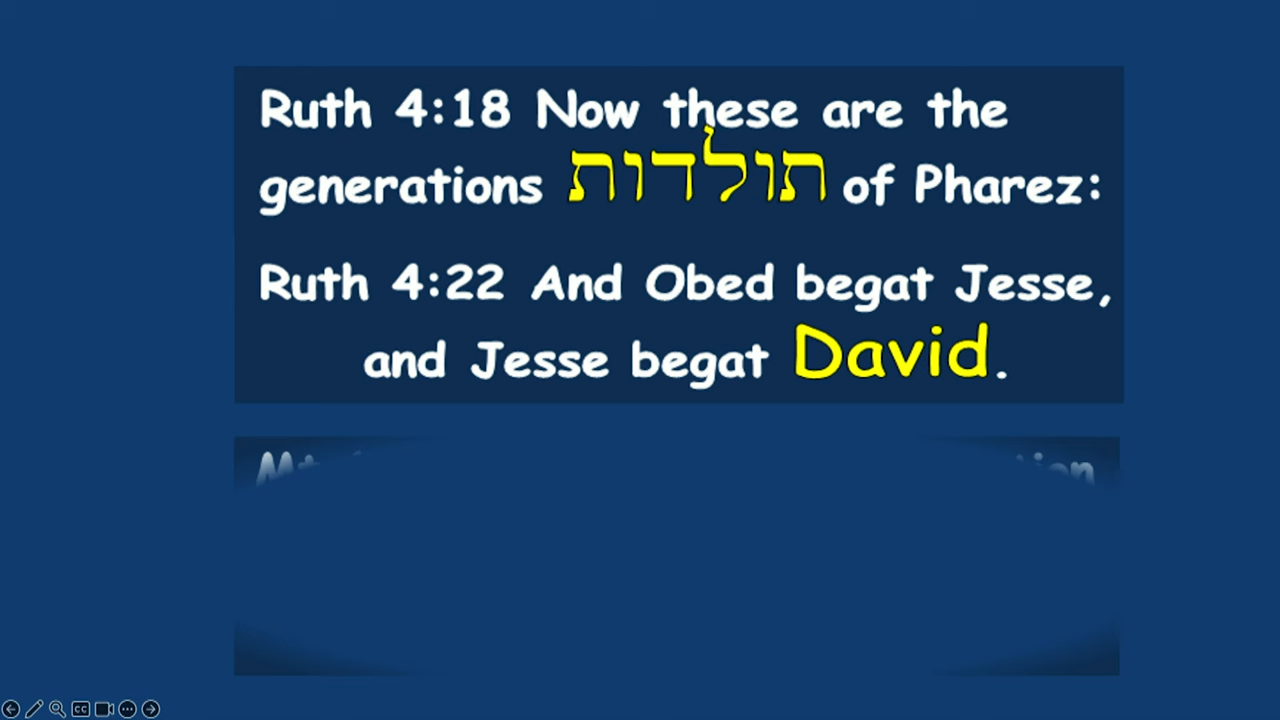 Ruth 4:18 Now these are the
generations תולדות of Pharez:
Ruth 4:22 And Obed begat Jesse,
and Jesse begat David.